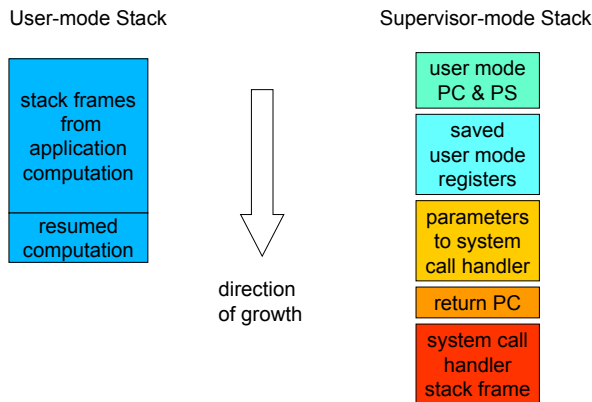 User-mode Stack
Supervisor-mode Stack
stack frames
from
application
computation
resumed
computation
direction
of growth
user mode
PC & PS
saved
user mode
registers
parameters
to system
call handler
return PC
system call
handler
stack frame